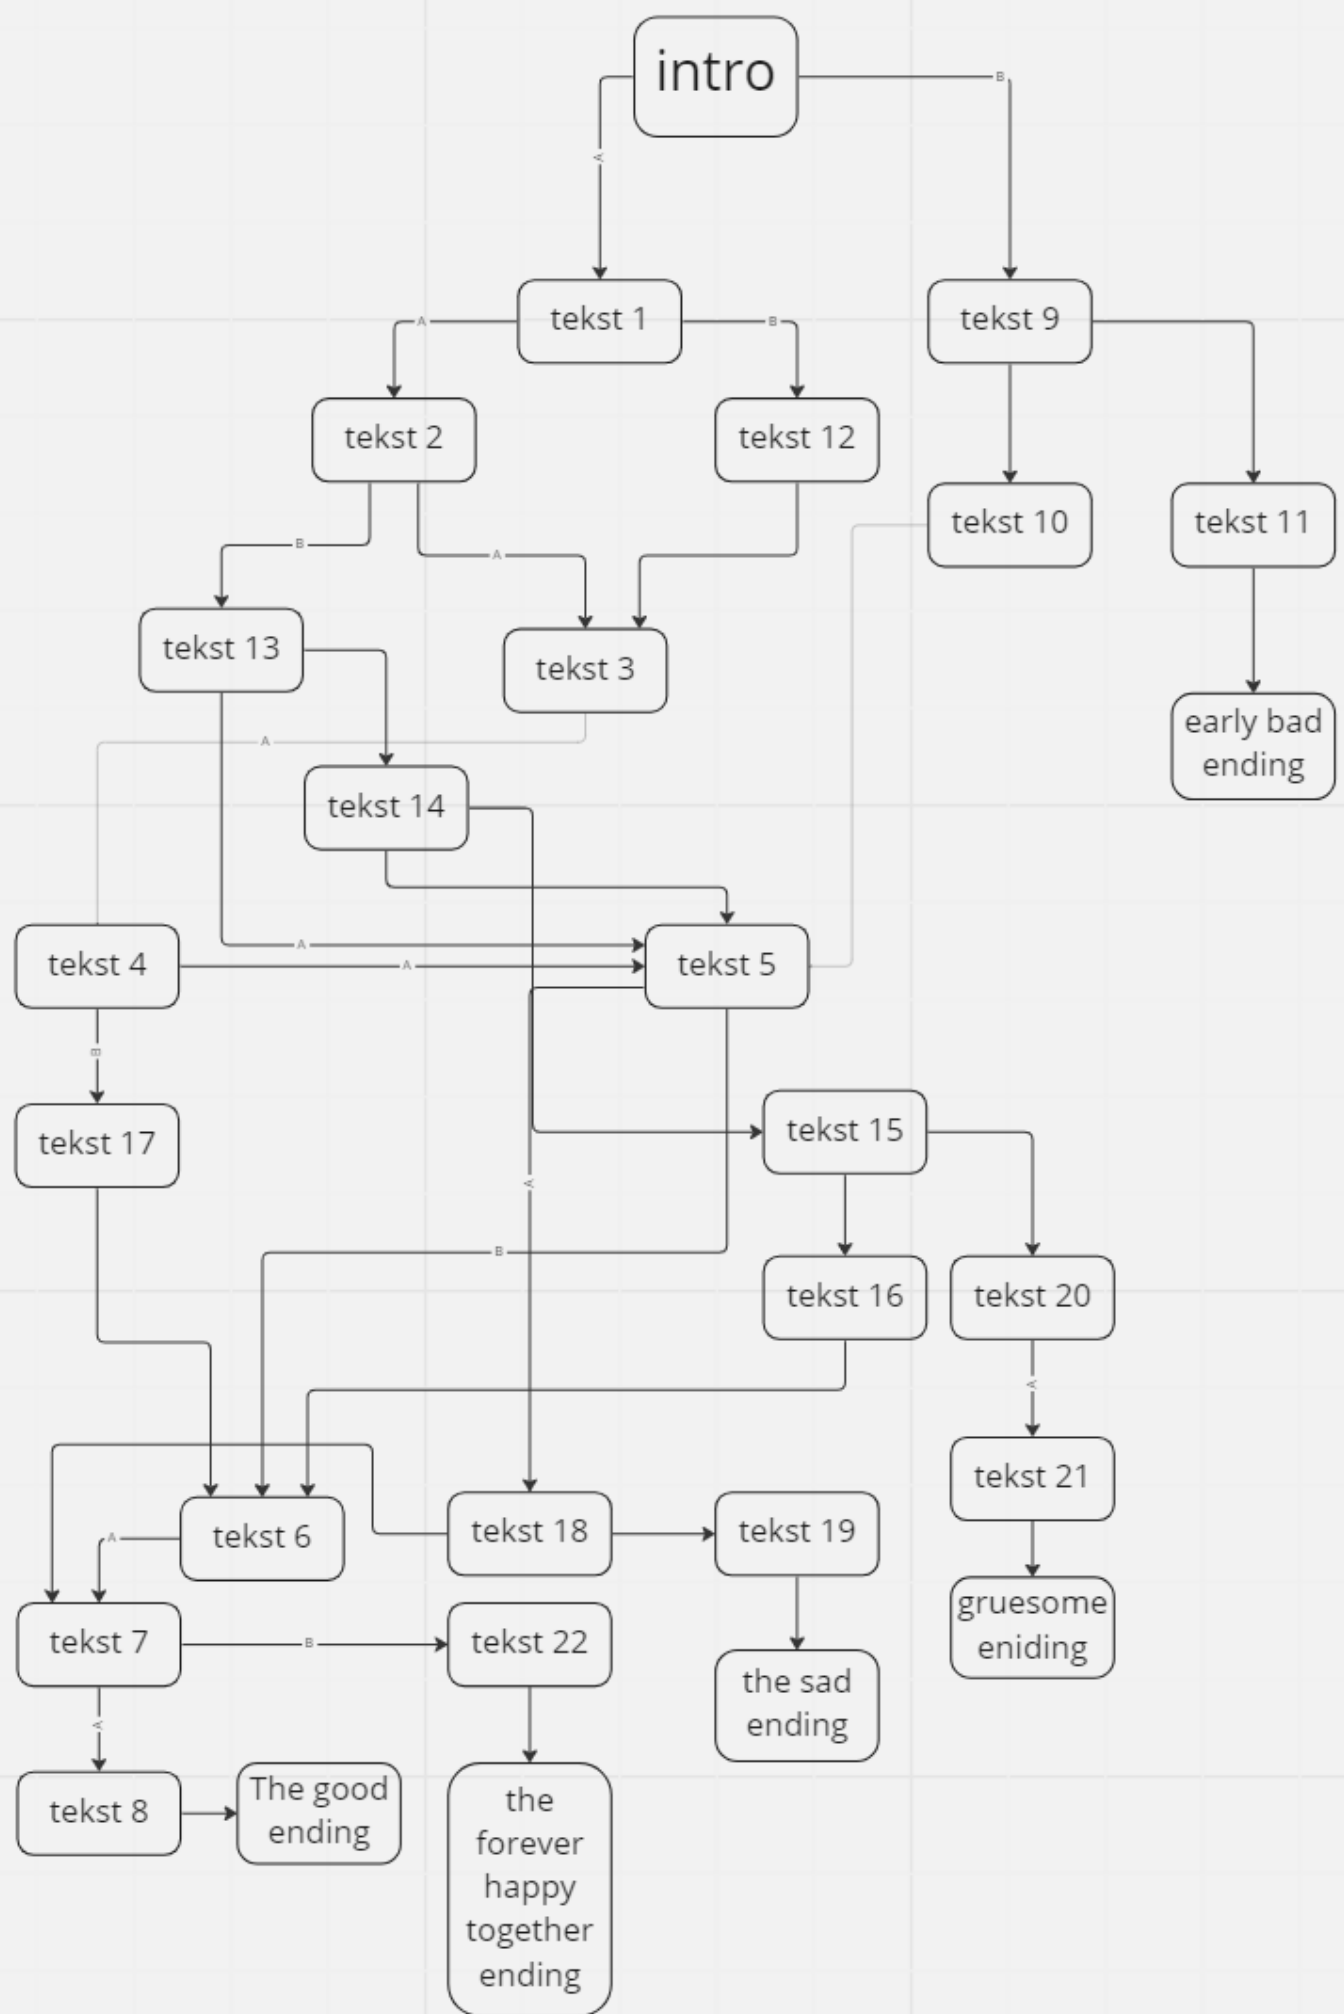 intro
B
A
tekst 1
tekst 9
A
B
tekst 2
tekst 12
tekst 10
tekst 11
B
A
tekst 13
tekst 3
early bad
ending
A
tekst 14
A
tekst 4
A
tekst 5
B
tekst 15
tekst 17
A
B
tekst 16
tekst 20
A
tekst 21
tekst 6
A
tekst 18
tekst 19
gruesome
eniding
tekst 7
B
tekst 22
the sad
ending
A
tekst 8
The good
ending
the
forever
happy
together
ending